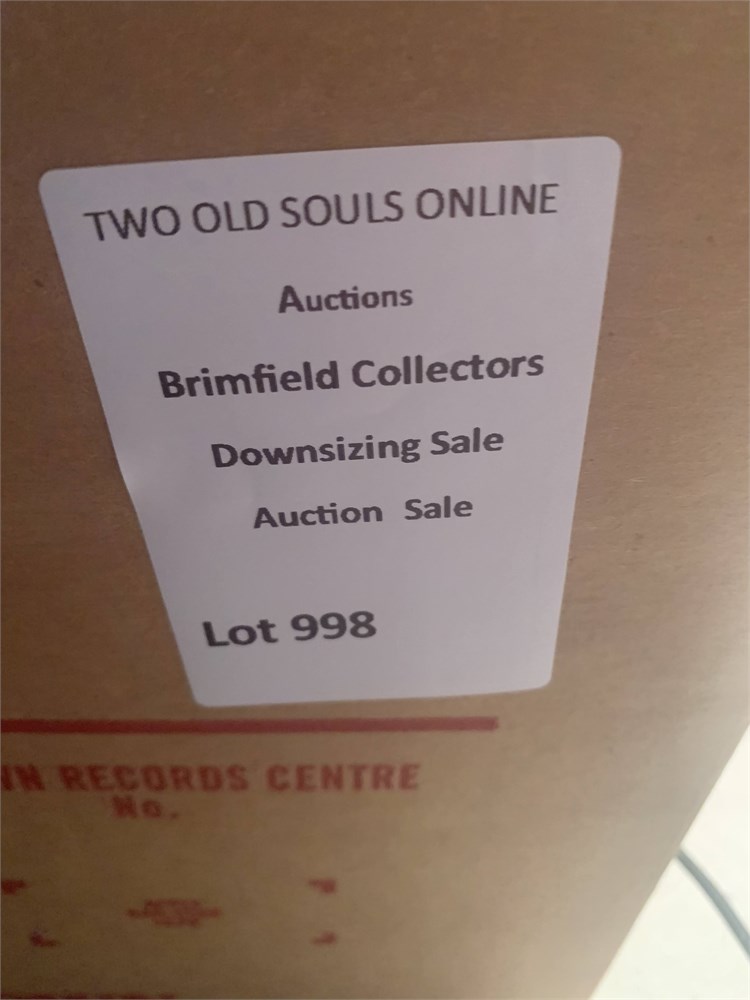 TWO OLD SOULS ONLINE
Auctions
Brimfield Collectors
Downsizing Sale
Auction Sale
Lot 998
RECORDS CENTRE
No.